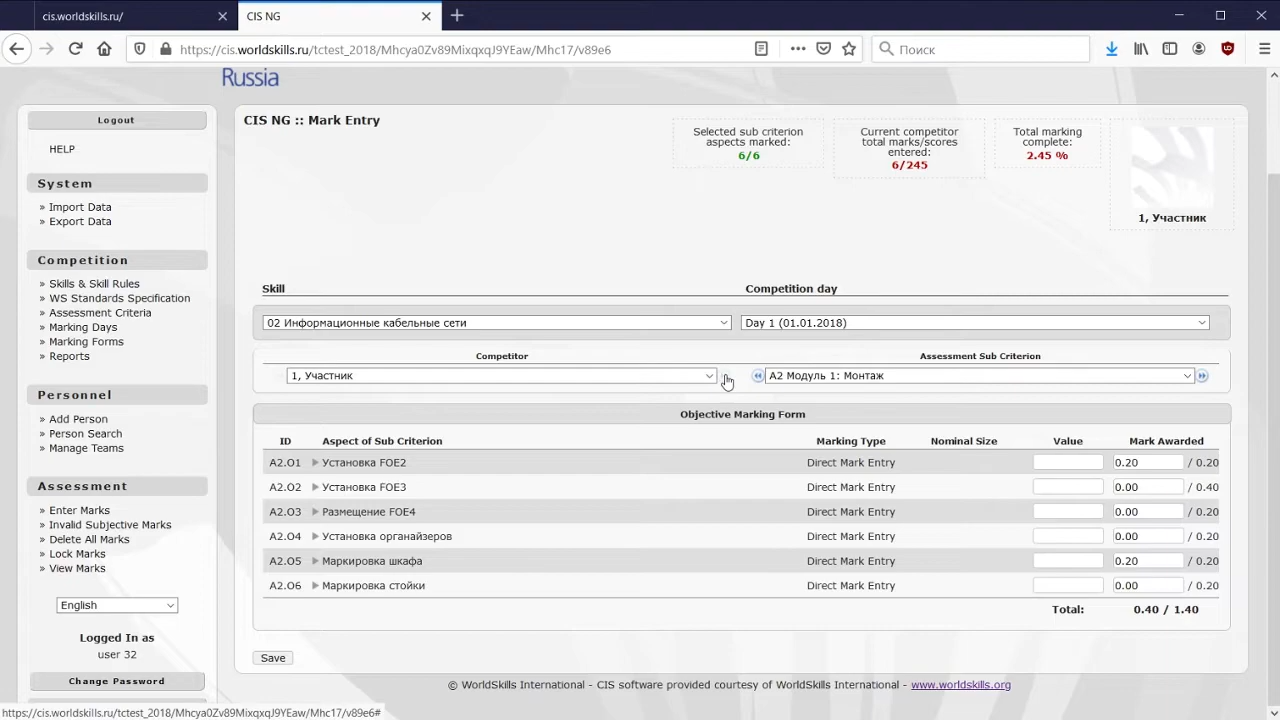 cis.worldskills.ru/
CIS NG
https://cis.worldskills.ru/tctest_2018/Mhcya0Zv89MixqxqJ9YEaw/Mhc17/v89e6
Поиск
Russia
Logout
HELP
System
» Import Data
» Export Data
Competition
» Skills & Skill Rules
» WS Standards Specification
» Assessment Criteria
» Marking Days
» Marking Forms
» Reports
Personnel
» Add Person
» Person Search
» Manage Teams
Assessment
» Enter Marks
» Invalid Subjective Marks
» Delete All Marks
» Lock Marks
» View Marks
English
Logged In as
user 32
Change Password
CIS NG :: Mark Entry
Selected sub criterion
aspects marked:
6/6
Current competitor
total marks/scores
entered:
6/245
Total marking
complete:
2.45 %
1, Участник
Skill Competition day
02 Информационные кабельные сети Day 1 (01.01.2018)
Competitor Assessment Sub Criterion
1, Участник A2 Модуль 1: Монтаж
Objective Marking Form
ID Aspect of Sub Criterion Marking Type Nominal Size Value Mark Awarded
A2.O1 Установка FOE2 Direct Mark Entry 0.20 / 0.20
A2.O2 Установка FOE3 Direct Mark Entry 0.00 / 0.40
A2.O3 Размещение FOE4 Direct Mark Entry 0.00 / 0.20
A2.O4 Установка органайзеров Direct Mark Entry 0.00 / 0.20
A2.O5 Маркировка шкафа Direct Mark Entry 0.20 / 0.20
A2.O6 Маркировка стойки Direct Mark Entry 0.00 / 0.20
Total: 0.40 / 1.40
Save
© WorldSkills International - CIS software provided courtesy of WorldSkills International - www.worldskills.org
https://cis.worldskills.ru/tctest_2018/Mhcya0Zv89MixqxqJ9YEaw/Mhc17/v89e6#